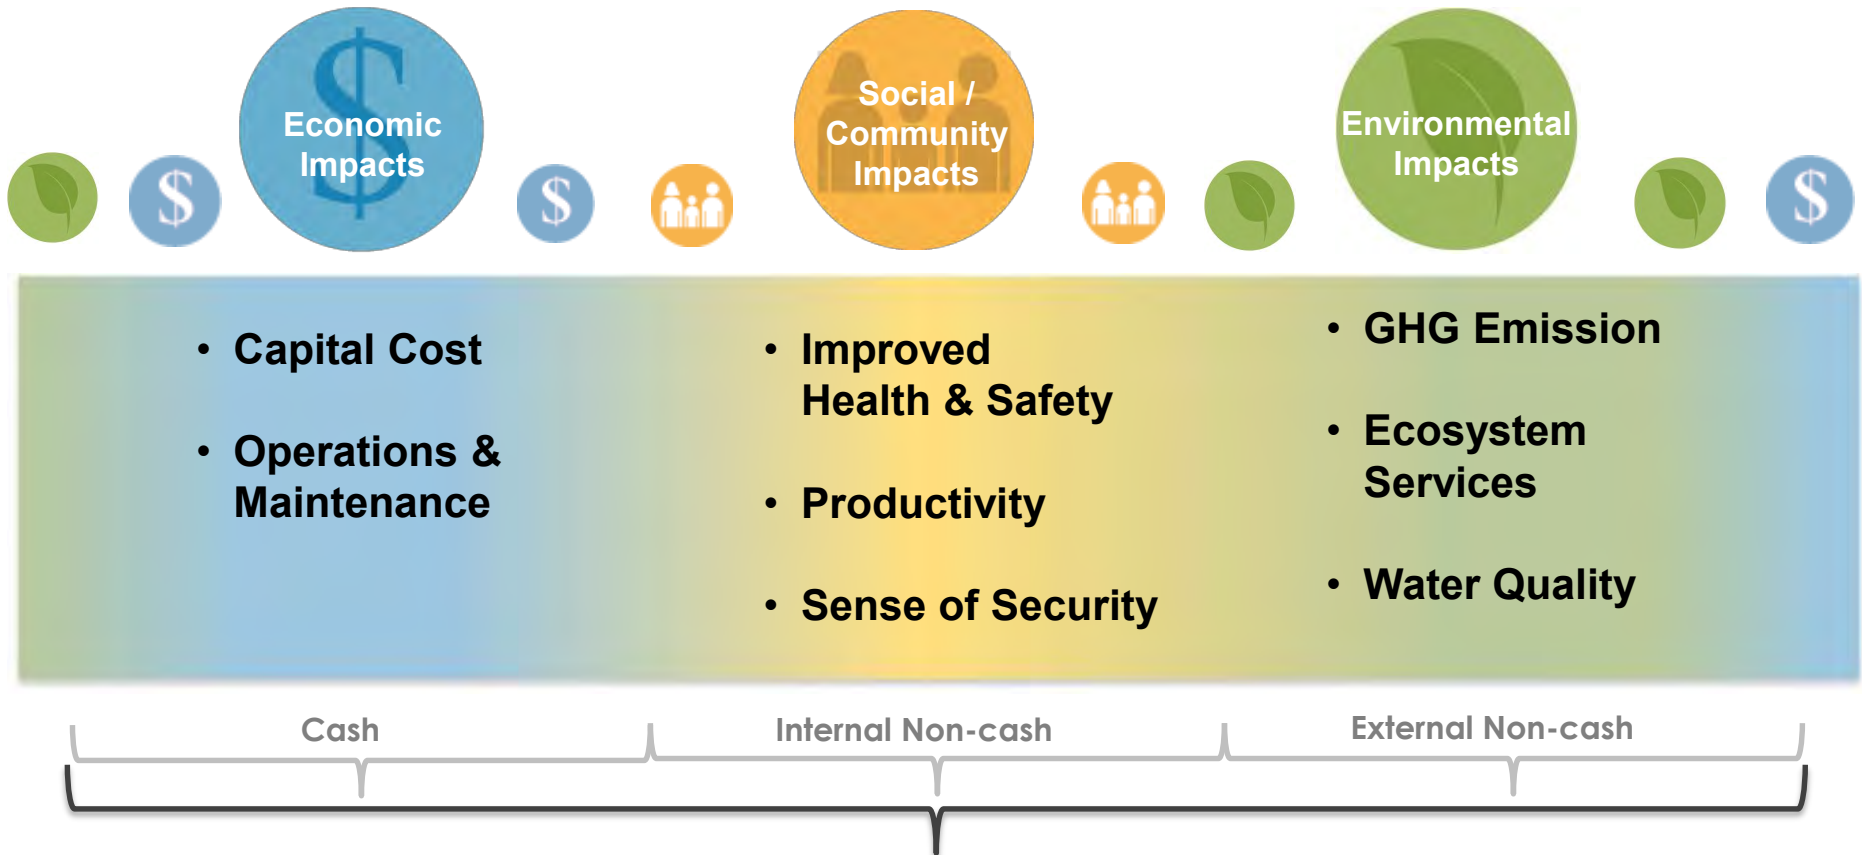 Economic
Impacts
Social /
Community
Impacts
Environmental
Impacts
$
$
$
$
• Capital Cost
• Operations &
Maintenance
• Improved
Health & Safety
• Productivity
• Sense of Security
• GHG Emission
• Ecosystem
Services
• Water Quality
Cash
Internal Non-cash
External Non-cash